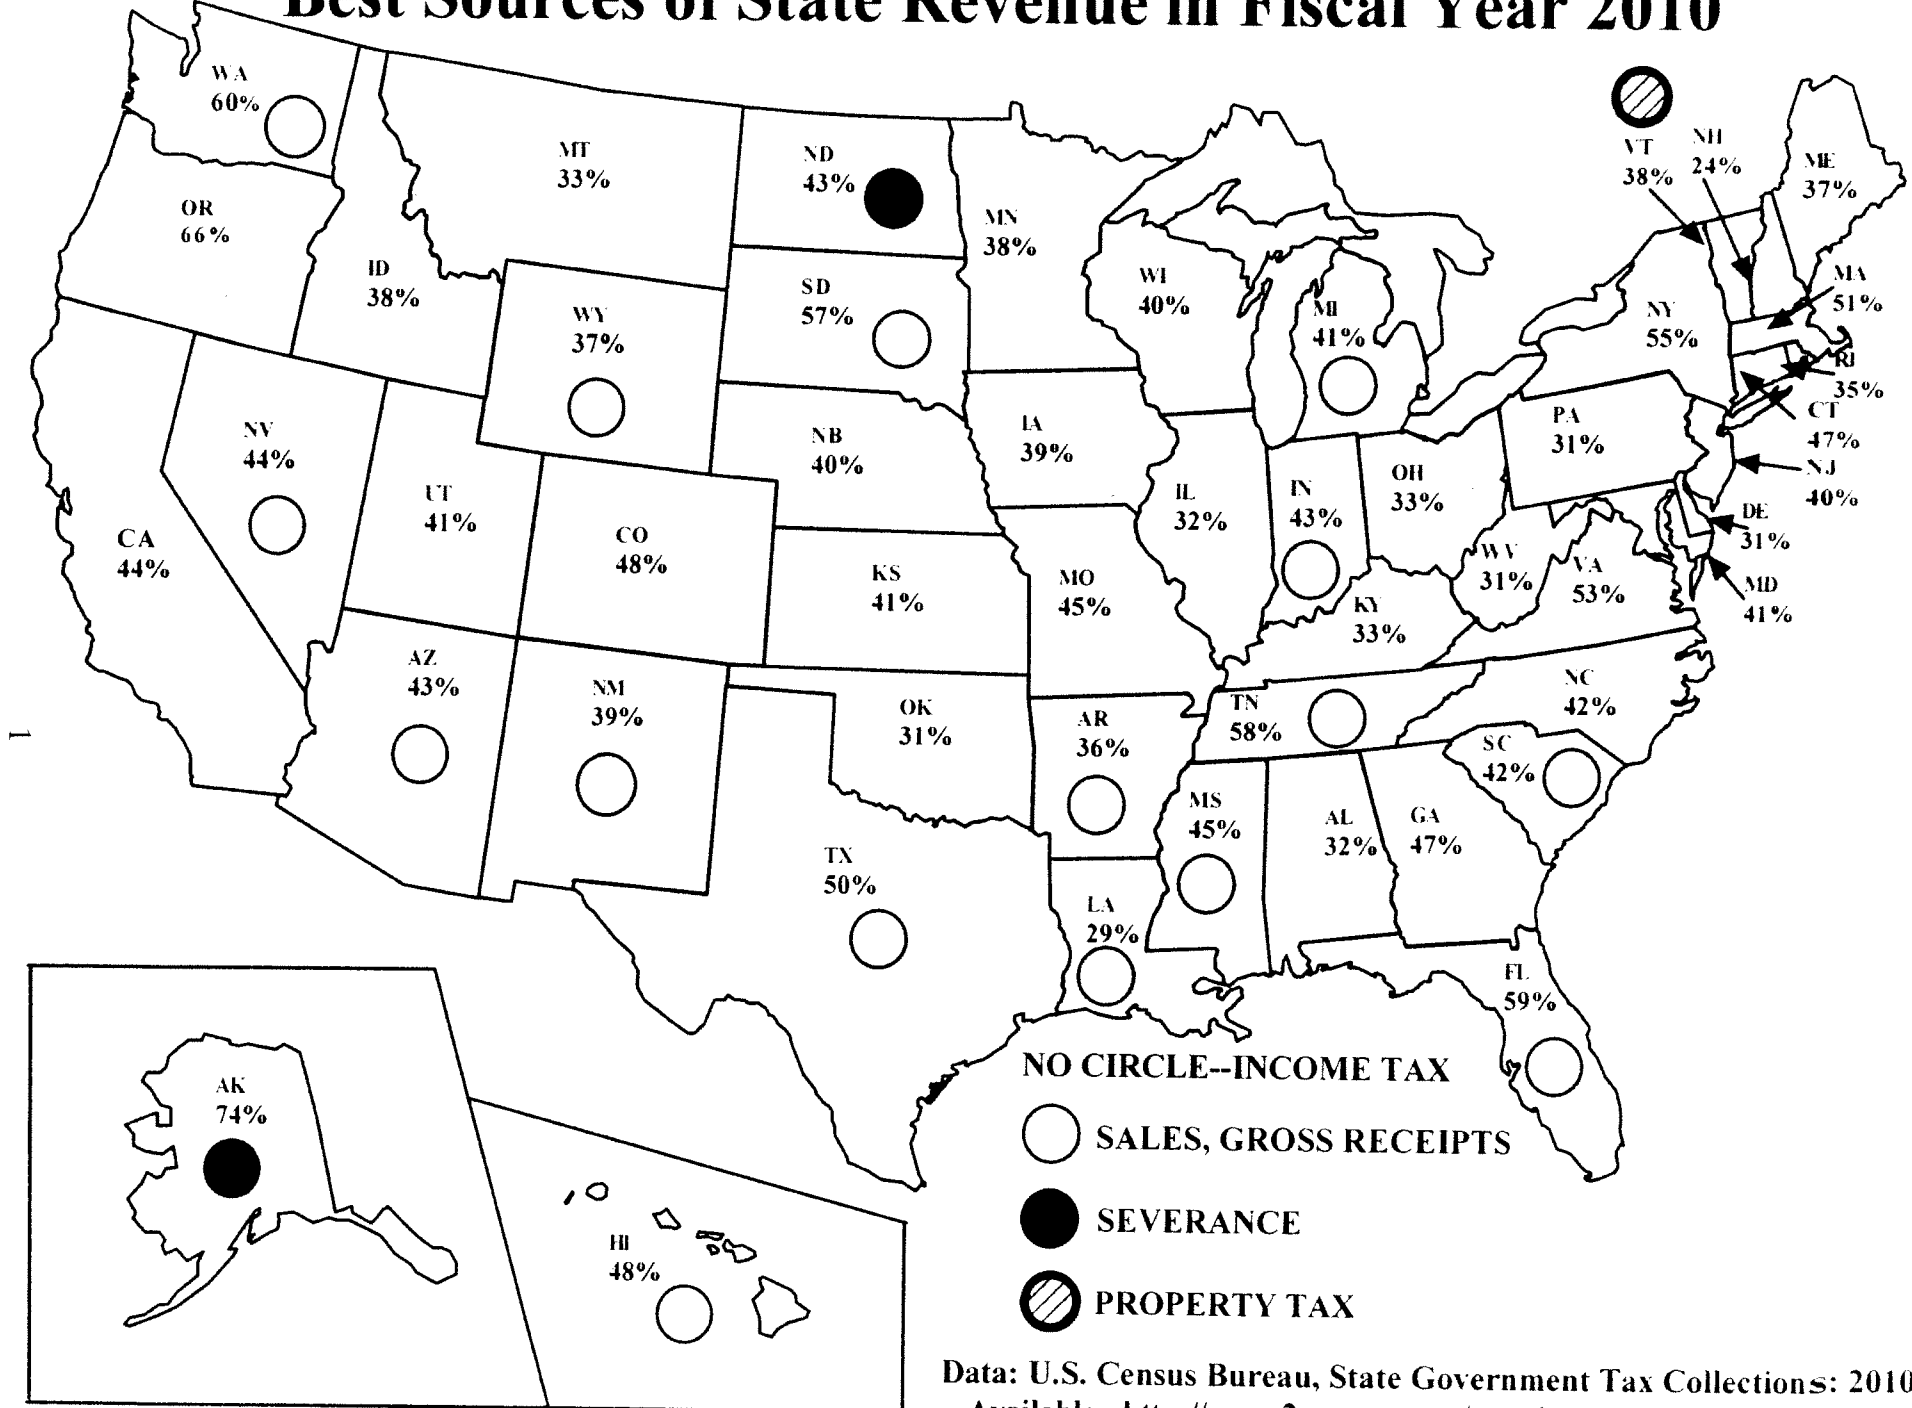 Best Sources of State Revenue in Fiscal Year 2010
WA
60%
OR
66%
MT
33%
ND
43%
MN
38%
VT
38%
NH
24%
ME
37%
ID
38%
WY
37%
SD
57%
WI
40%
MI
41%
NY
55%
MA
51%
RI
35%
CT
47%
NV
44%
UT
41%
NB
40%
IA
39%
IL
32%
IN
43%
OH
33%
PA
31%
NJ
40%
CA
44%
CO
48%
KS
41%
MO
45%
KY
33%
WV
31%
VA
53%
DE
31%
MD
41%
AZ
43%
NM
39%
OK
31%
AR
36%
TN
58%
NC
42%
SC
42%
1
TX
50%
LA
29%
MS
45%
AL
32%
GA
47%
FL
59%
AK
74%
HI
48%
NO CIRCLE--INCOME TAX
SALES, GROSS RECEIPTS
SEVERANCE
PROPERTY TAX
Data: U.S. Census Bureau, State Government Tax Collections: 2010